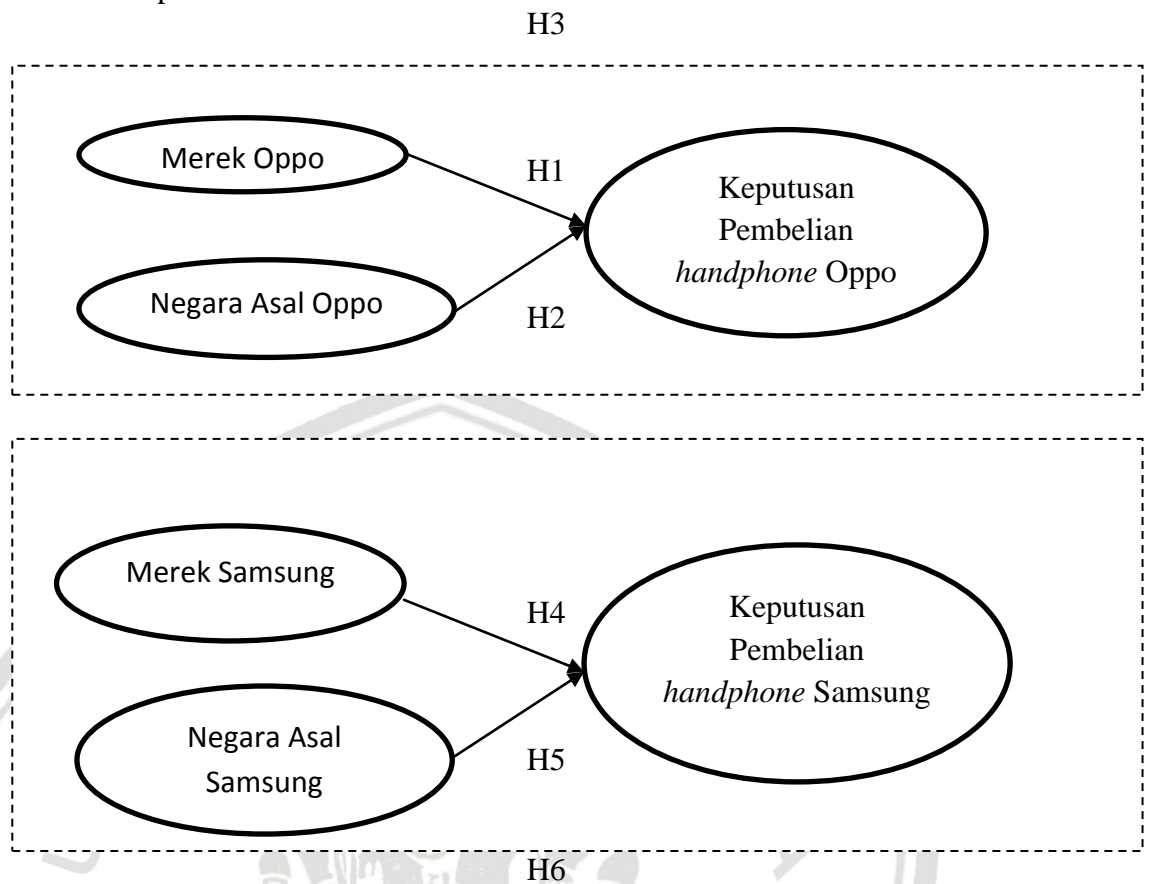 H3
Merek Oppo
H1
Keputusan
Pembelian
handphone Oppo
Negara Asal Oppo
H2
Merek Samsung
H4
Keputusan
Pembelian
handphone Samsung
Negara Asal
Samsung
H5
H6